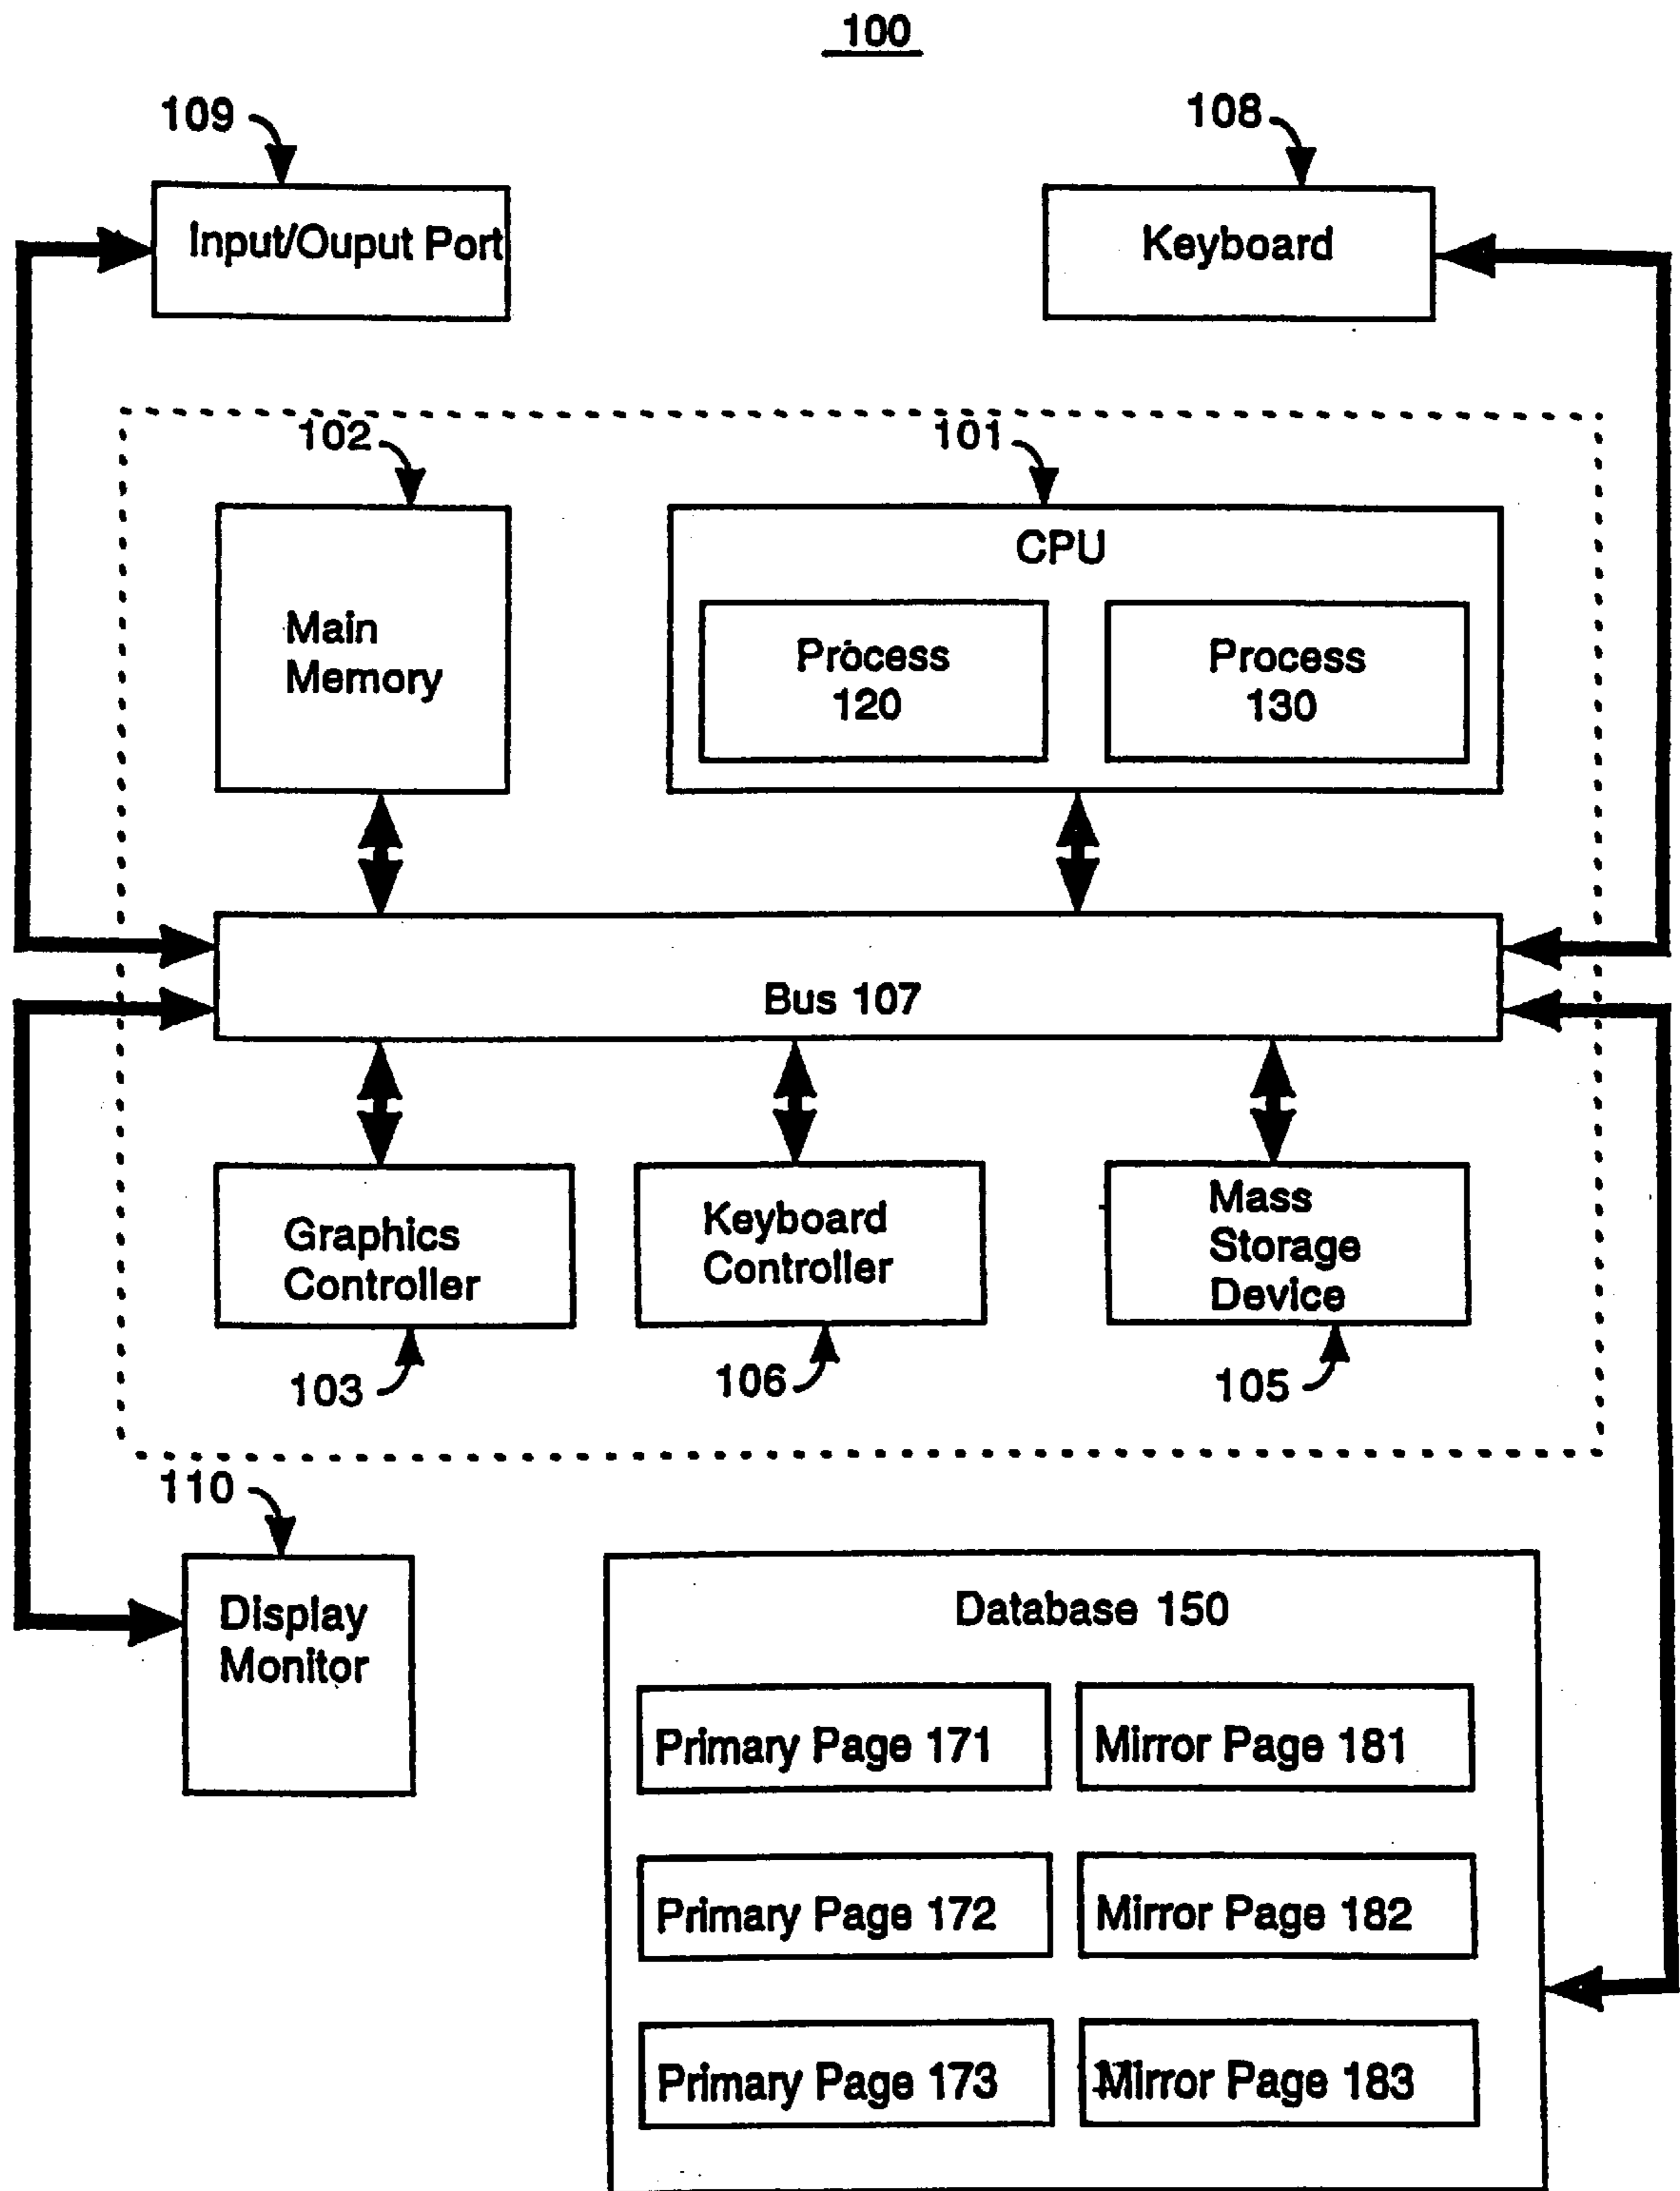 100
109
108
Input/Ouput Port
Keyboard
102
101
Main
Memory
CPU
Process
120
Process
130
Bus 107
Graphics
Controller
Keyboard
Controller
Mass
Storage
Device
103
106
105
110
Display
Monitor
Database 150
Primary Page 171
Mirror Page 181
Primary Page 172
Mirror Page 182
Primary Page 173
Mirror Page 183